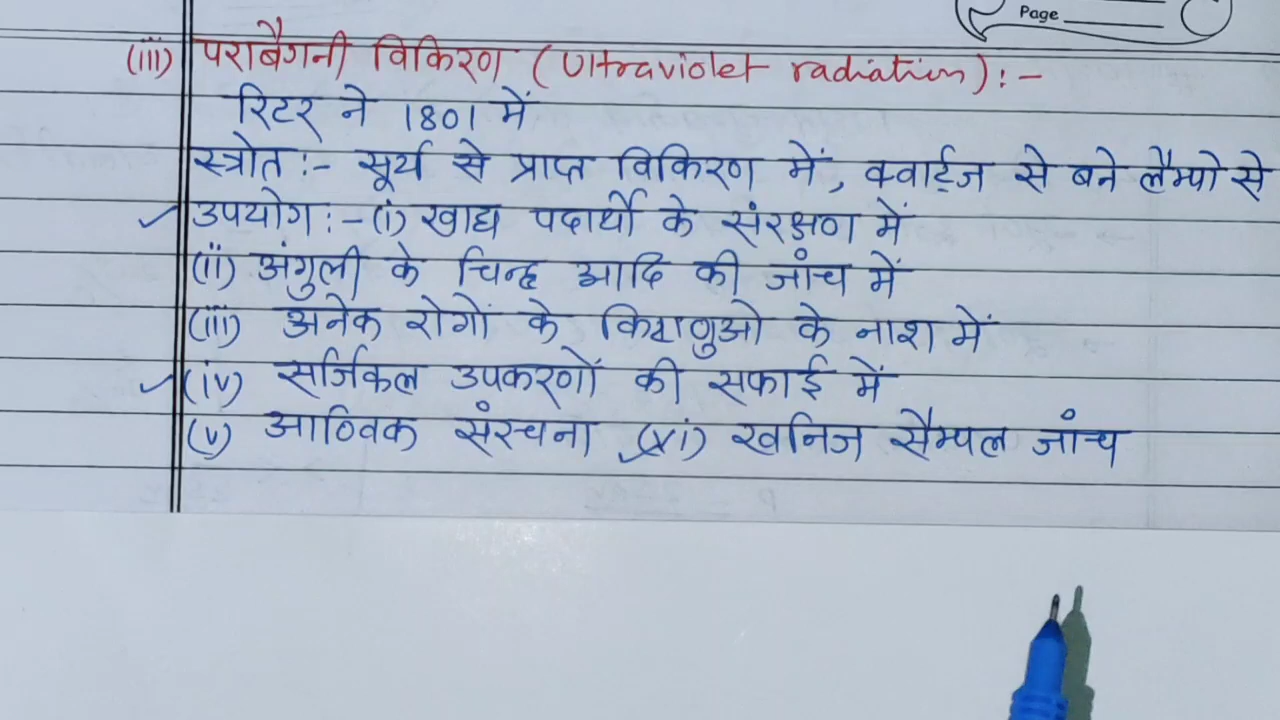 Page
(iii) पराबैगनी विकिरण (Ultraviolet radiation) :-
रिटर ने 1801 में
स्त्रोत :- सूर्य से प्राप्त विकिरण में, क्वार्ट्ज से बने लैम्पो से
उपयोग :- (i) खाद्य पदार्थों के संरक्षण में
(ii) अंगुली के चिन्ह आदि की जांच में
(iii) अनेक रोगों के किटाणुओ के नाश में
(iv) सर्जिकल उपकरणों की सफाई में
(v) आण्विक संरचना (vi) खनिज सैम्पल जांच